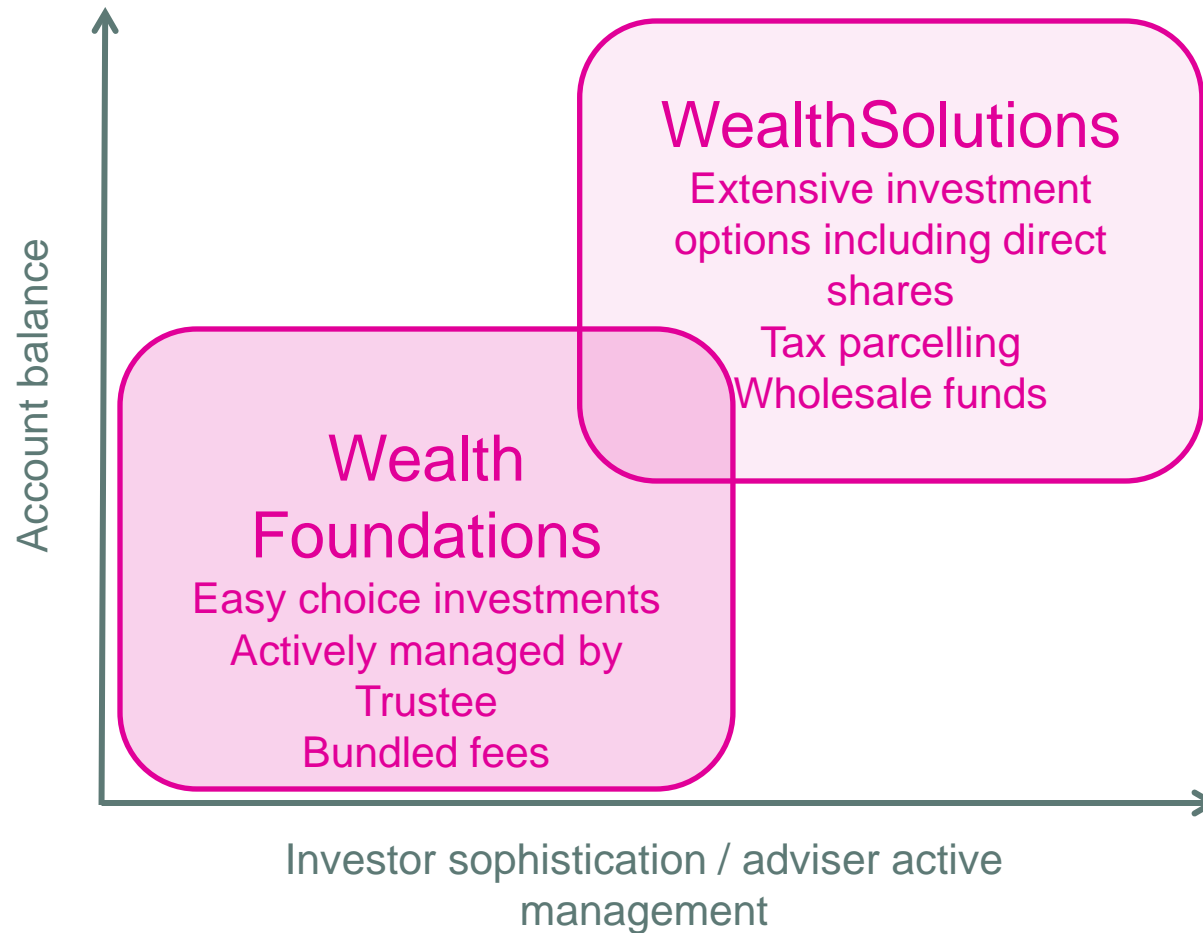 Account balance
WealthSolutions
Extensive investment
options including direct
shares
Tax parcelling
Wholesale funds
Wealth
Foundations
Easy choice investments
Actively managed by
Trustee
Bundled fees
Investor sophistication / adviser active
management